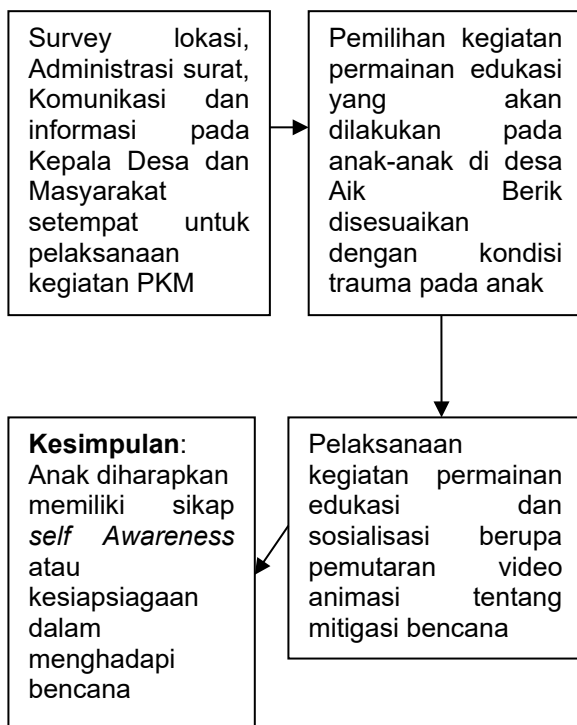 Survey lokasi,
Administrasi surat,
Komunikasi dan
informasi pada
Kepala Desa dan
Masyarakat
setempat untuk
pelaksanaan
kegiatan PKM
Pemilihan kegiatan
permainan edukasi
yang akan
dilakukan pada
anak-anak di desa
Aik Berik
disesuaikan
dengan kondisi
trauma pada anak
Pelaksanaan
kegiatan permainan
edukasi dan
sosialisasi berupa
pemutaran video
animasi tentang
mitigasi bencana
Kesimpulan:
Anak diharapkan
memiliki sikap
self Awareness
atau
kesiapsiagaan
dalam
menghadapi
bencana